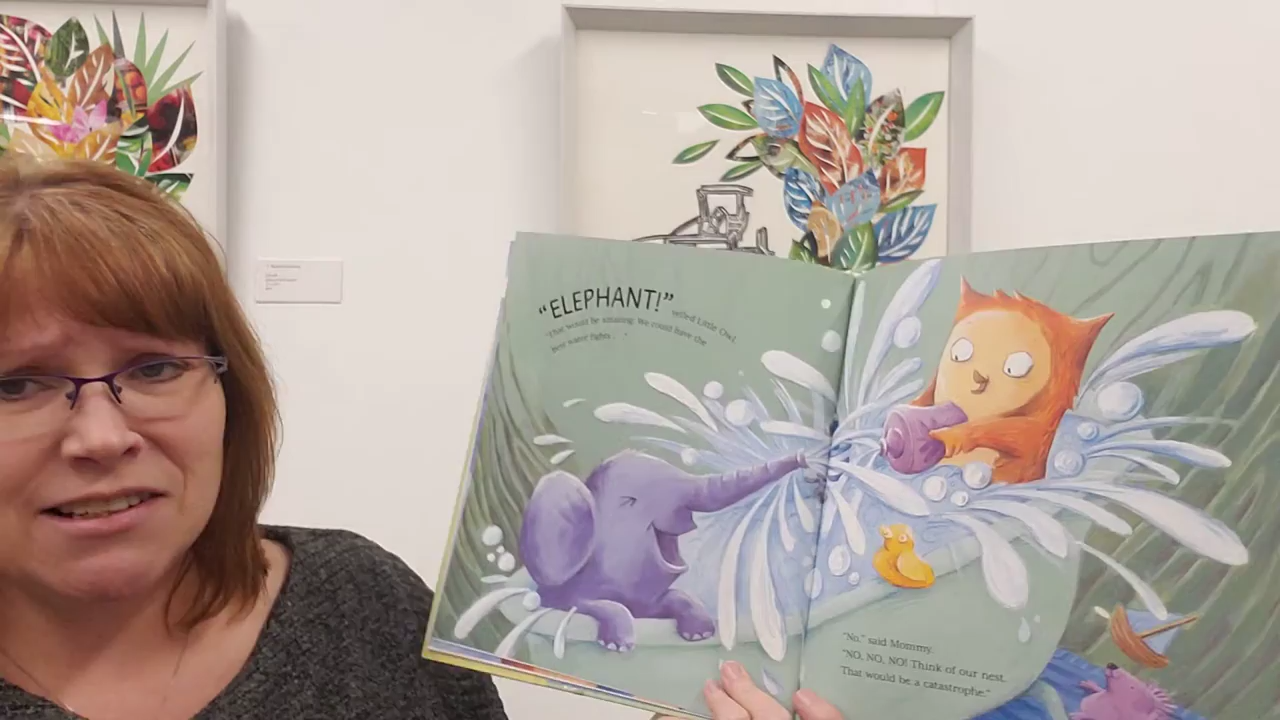 "ELEPHANT!" yelled Little Owl.
"That would be amazing. We could have the
best water fights . . ."
"No," said Mommy.
"NO, NO, NO! Think of our nest.
That would be a catastrophe."